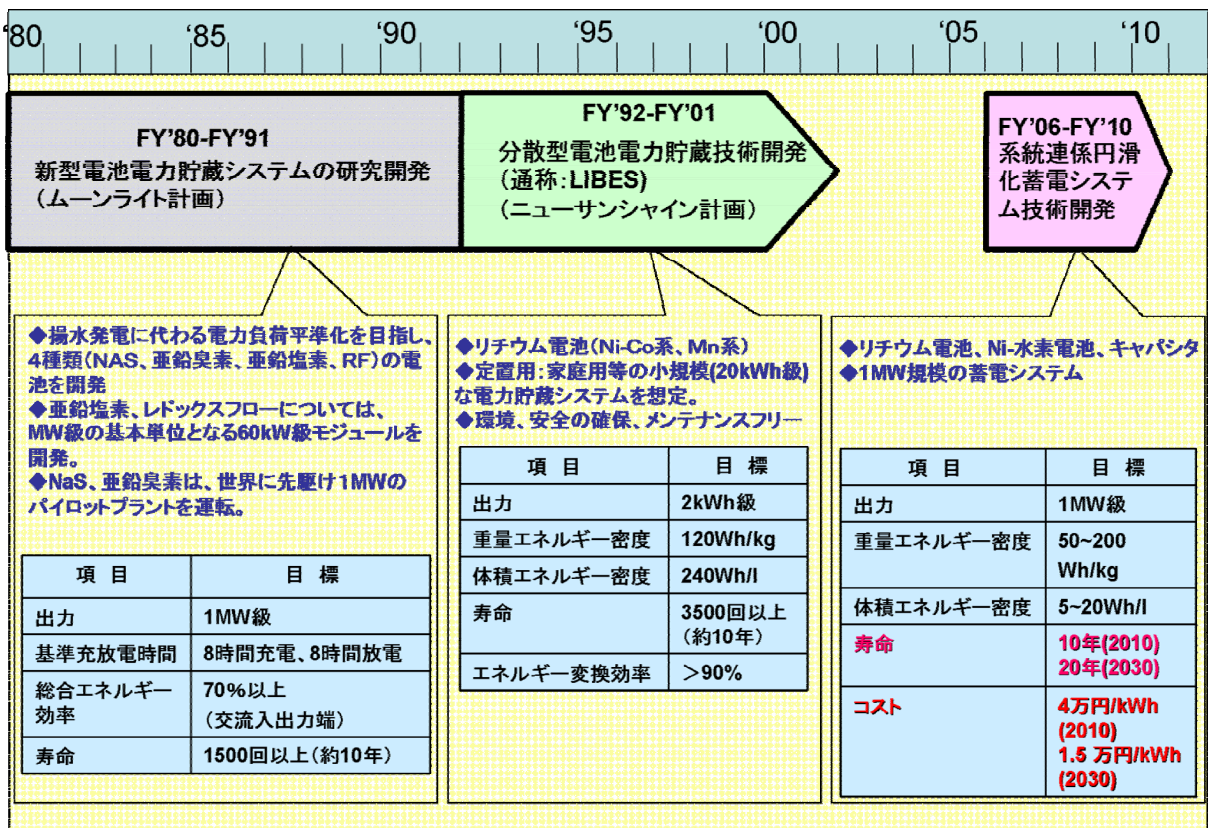 ‘80 ‘85 ‘90 ‘95 ‘00 ‘05 ‘10
FY’80-FY’91
新型電池電力貯蔵システムの研究開発
（ムーンライト計画）
FY’92-FY’01
分散型電池電力貯蔵技術開発
（通称：LIBES)
（ニューサンシャイン計画）
FY’06-FY’10
系統連係円滑
化蓄電システ
ム技術開発
◆揚水発電に代わる電力負荷平準化を目指し、
4種類（NAS、亜鉛臭素、亜鉛塩素、RF）の電
池を開発
◆亜鉛塩素、レドックスフローについては、
MW級の基本単位となる60kW級モジュールを
開発。
◆NaS、亜鉛臭素は、世界に先駆け1MWの
パイロットプラントを運転。
項 目 目 標
出力 1MW級
基準充放電時間 8時間充電、8時間放電
総合エネルギー
効率
70%以上
（交流入出力端）
寿命 1500回以上（約10年）
◆リチウム電池（Ni-Co系、Mn系）
◆定置用：家庭用等の小規模(20kWh級)
な電力貯蔵システムを想定。
◆環境、安全の確保、メンテナンスフリー
項 目 目 標
出力 2kWh級
重量エネルギー密度 120Wh/kg
体積エネルギー密度 240Wh/l
寿命 3500回以上
（約10年）
エネルギー変換効率 ＞90%
◆リチウム電池、Ni-水素電池、キャパシタ
◆1MW規模の蓄電システム
項 目 目 標
出力 1MW級
重量エネルギー密度 50~200
Wh/kg
体積エネルギー密度 5~20Wh/l
寿命 10年(2010)
20年(2030)
コスト 4万円/kWh
(2010)
1.5 万円/kWh
(2030)